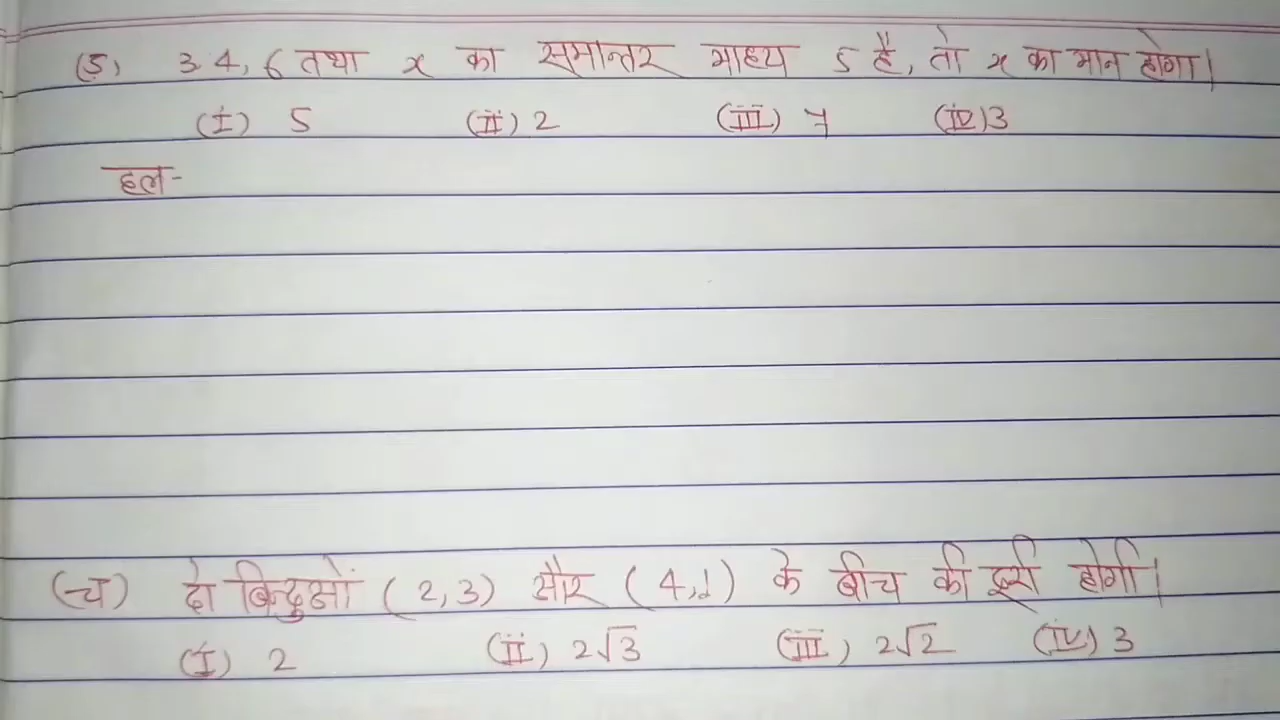 (ङ) 3 4, 6 तथा x का समान्तर माध्य 5 है, तो x का मान होगा।
(I) 5 (II) 2 (III) 7 (IV) 3
हल-
(च) दो बिन्दुओं (2,3) और (4,1) के बीच की दूरी होगी।
(I) 2 (II) 2√3 (III) 2√2 (IV) 3